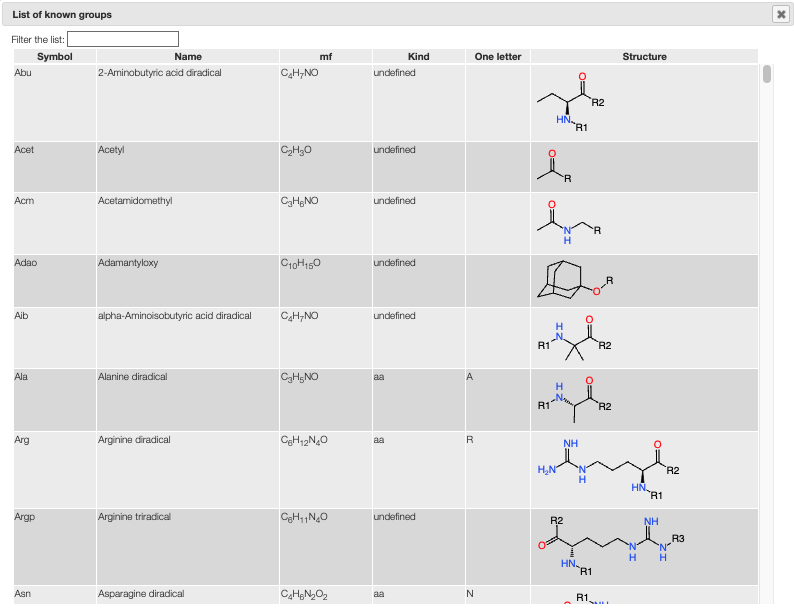 List of known groups
Filter the list:
Symbol Name mf Kind One letter Structure
Abu 2-Aminobutyric acid diradical C4H7NO undefined
O
R2
HN
R1
Acet Acetyl C2H3O undefined
O
R
Acm Acetamidomethyl C3H6NO undefined
O
N R
H
Adao Adamantyloxy C10H15O undefined
R
O
Aib alpha-Aminoisobutyric acid diradical C4H7NO undefined
H O
N
R1 R2
Ala Alanine diradical C3H5NO aa A
H O
N
R1 R2
Arg Arginine diradical C6H12N4O aa R
NH O
H2N N R2
H
HN
R1
Argp Arginine triradical C6H11N4O undefined
R2 NH
O N N R3
H H
HN
R1
Asn Asparagine diradical C4H6N2O2 aa N
R1